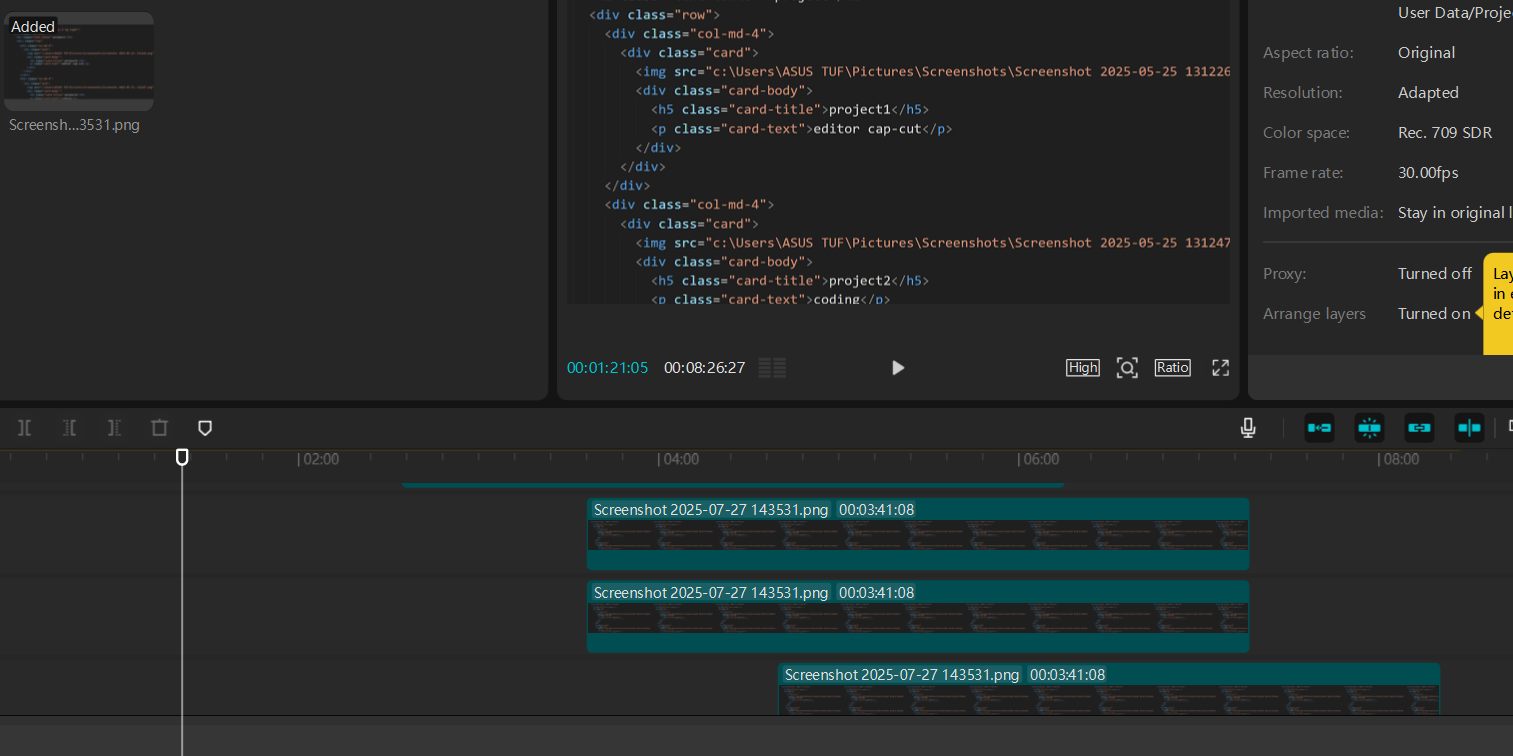 Added
Screensh...3531.png
<div class="row">
<div class="col-md-4">
<div class="card">
<img src="c:\Users\ASUS TUF\Pictures\Screenshots\Screenshot 2025-05-25 131226
<div class="card-body">
<h5 class="card-title">project1</h5>
<p class="card-text">editor cap-cut</p>
</div>
</div>
</div>
<div class="col-md-4">
<div class="card">
<img src="c:\Users\ASUS TUF\Pictures\Screenshots\Screenshot 2025-05-25 131247
<div class="card-body">
<h5 class="card-title">project2</h5>
<p class="card-text">coding</p>
00:01:21:05 00:08:26:27
High
Ratio
User Data/Proje
Aspect ratio: Original
Resolution: Adapted
Color space: Rec. 709 SDR
Frame rate: 30.00fps
Imported media: Stay in original l
Proxy: Turned off
Arrange layers Turned on
Lay
in e
de
02:00 04:00 06:00 08:00
Screenshot 2025-07-27 143531.png 00:03:41:08
Screenshot 2025-07-27 143531.png 00:03:41:08
Screenshot 2025-07-27 143531.png 00:03:41:08